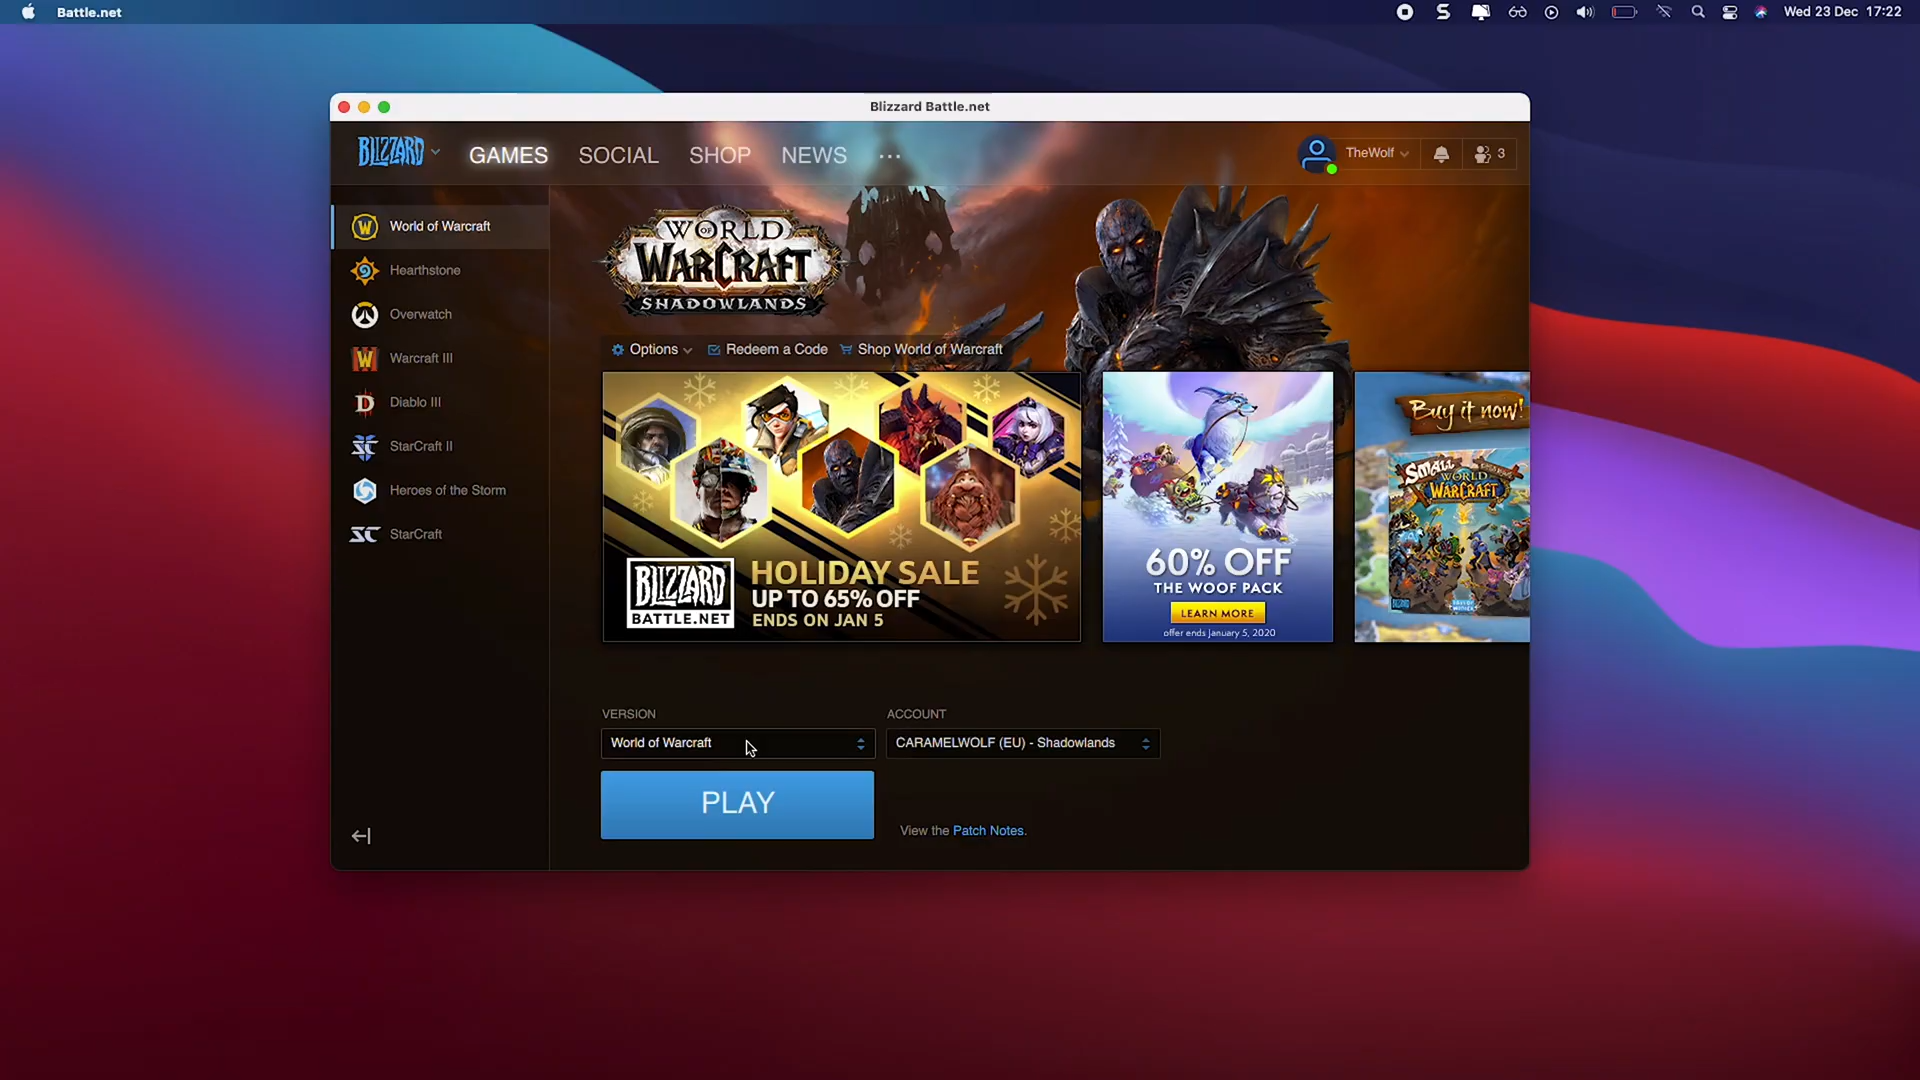 Battle.net
Wed 23 Dec 17:22
Blizzard Battle.net
BLIZZARD
GAMES
SOCIAL
SHOP
NEWS
...
TheWolf
3
World of Warcraft
Hearthstone
Overwatch
Warcraft III
Diablo III
StarCraft II
Heroes of the Storm
StarCraft
WORLD
OF
WARCRAFT
SHADOWLANDS
Options
Redeem a Code
Shop World of Warcraft
BLIZZARD
BATTLE.NET
HOLIDAY SALE
UP TO 65% OFF
ENDS ON JAN 5
60% OFF
THE WOOF PACK
LEARN MORE
offer ends January 5, 2020
Buy it now!
SMALL
WORLD
OF
WARCRAFT
VERSION
World of Warcraft
ACCOUNT
CARAMELWOLF (EU) - Shadowlands
PLAY
View the Patch Notes.